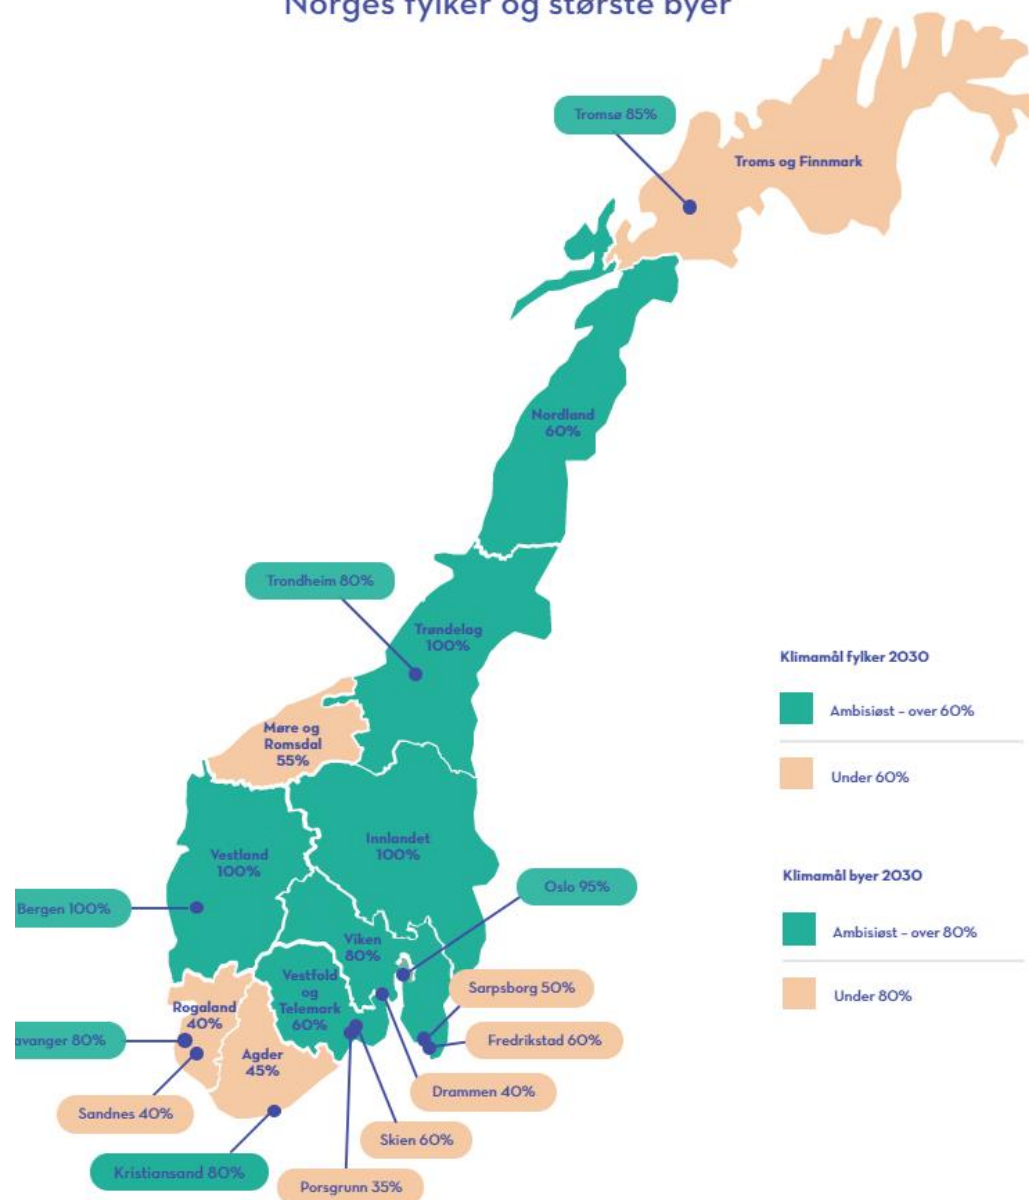 Norges fylker og største byer
Tromsø 85%
Troms og Finnmark
Nordland
60%
Trondheim 80%
Trøndelag
100%
Møre og
Romsdal
55%
Klimamål fylker 2030
Ambisiøst - over 60%
Under 60%
Innlandet
100%
Vestland
100%
Klimamål byer 2030
Oslo 95%
Bergen 100%
Ambisiøst - over 80%
Viken
80%
Vestfold
og
Telemark
60%
Sarpsborg 50%
Under 80%
Rogaland
40%
avanger 80%
Fredrikstad 60%
Agder
45%
Drammen 40%
Sandnes 40%
Skien 60%
Kristiansand 80%
Porsgrunn 35%